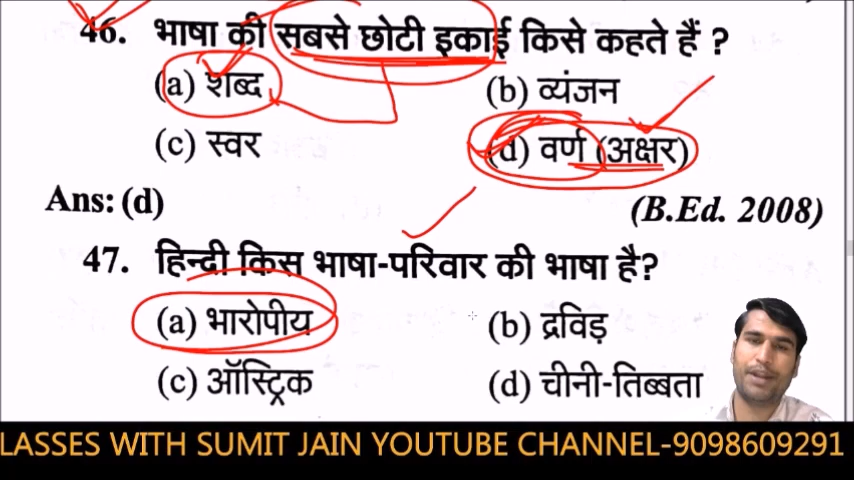 46. भाषा की सबसे छोटी इकाई किसे कहते हैं ?
(a) शब्द (b) व्यंजन
(c) स्वर (d) वर्ण (अक्षर)
Ans: (d) (B.Ed. 2008)
47. हिन्दी किस भाषा-परिवार की भाषा है?
(a) भारोपीय (b) द्रविड़
(c) ऑस्ट्रिक (d) चीनी-तिब्बता
LASSES WITH SUMIT JAIN YOUTUBE CHANNEL-9098609291